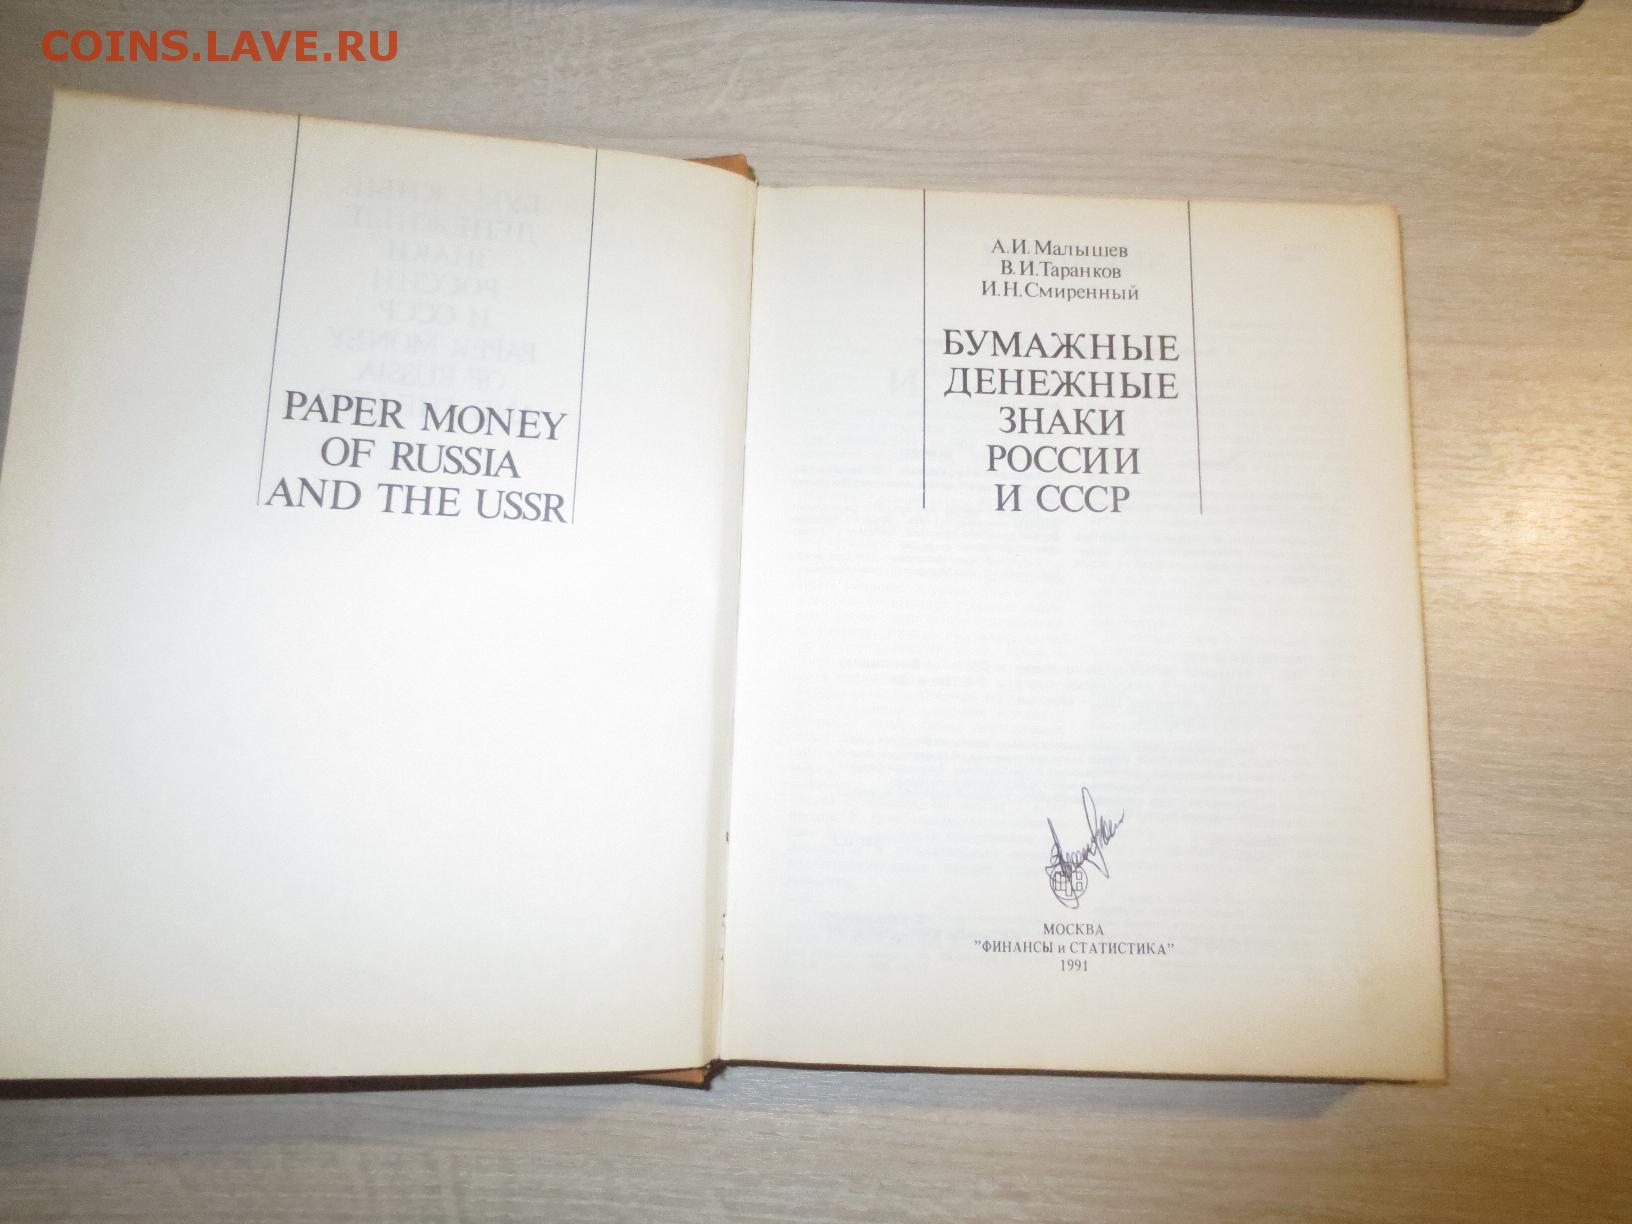 COINS.LAVE.RU
PAPER MONEY
OF RUSSIA
AND THE USSR
А.И.Малышев
В.И.Таранков
И.Н.Смиренный
БУМАЖНЫЕ
ДЕНЕЖНЫЕ
ЗНАКИ
РОССИИ
И СССР
МОСКВА
"ФИНАНСЫ и СТАТИСТИКА"
1991